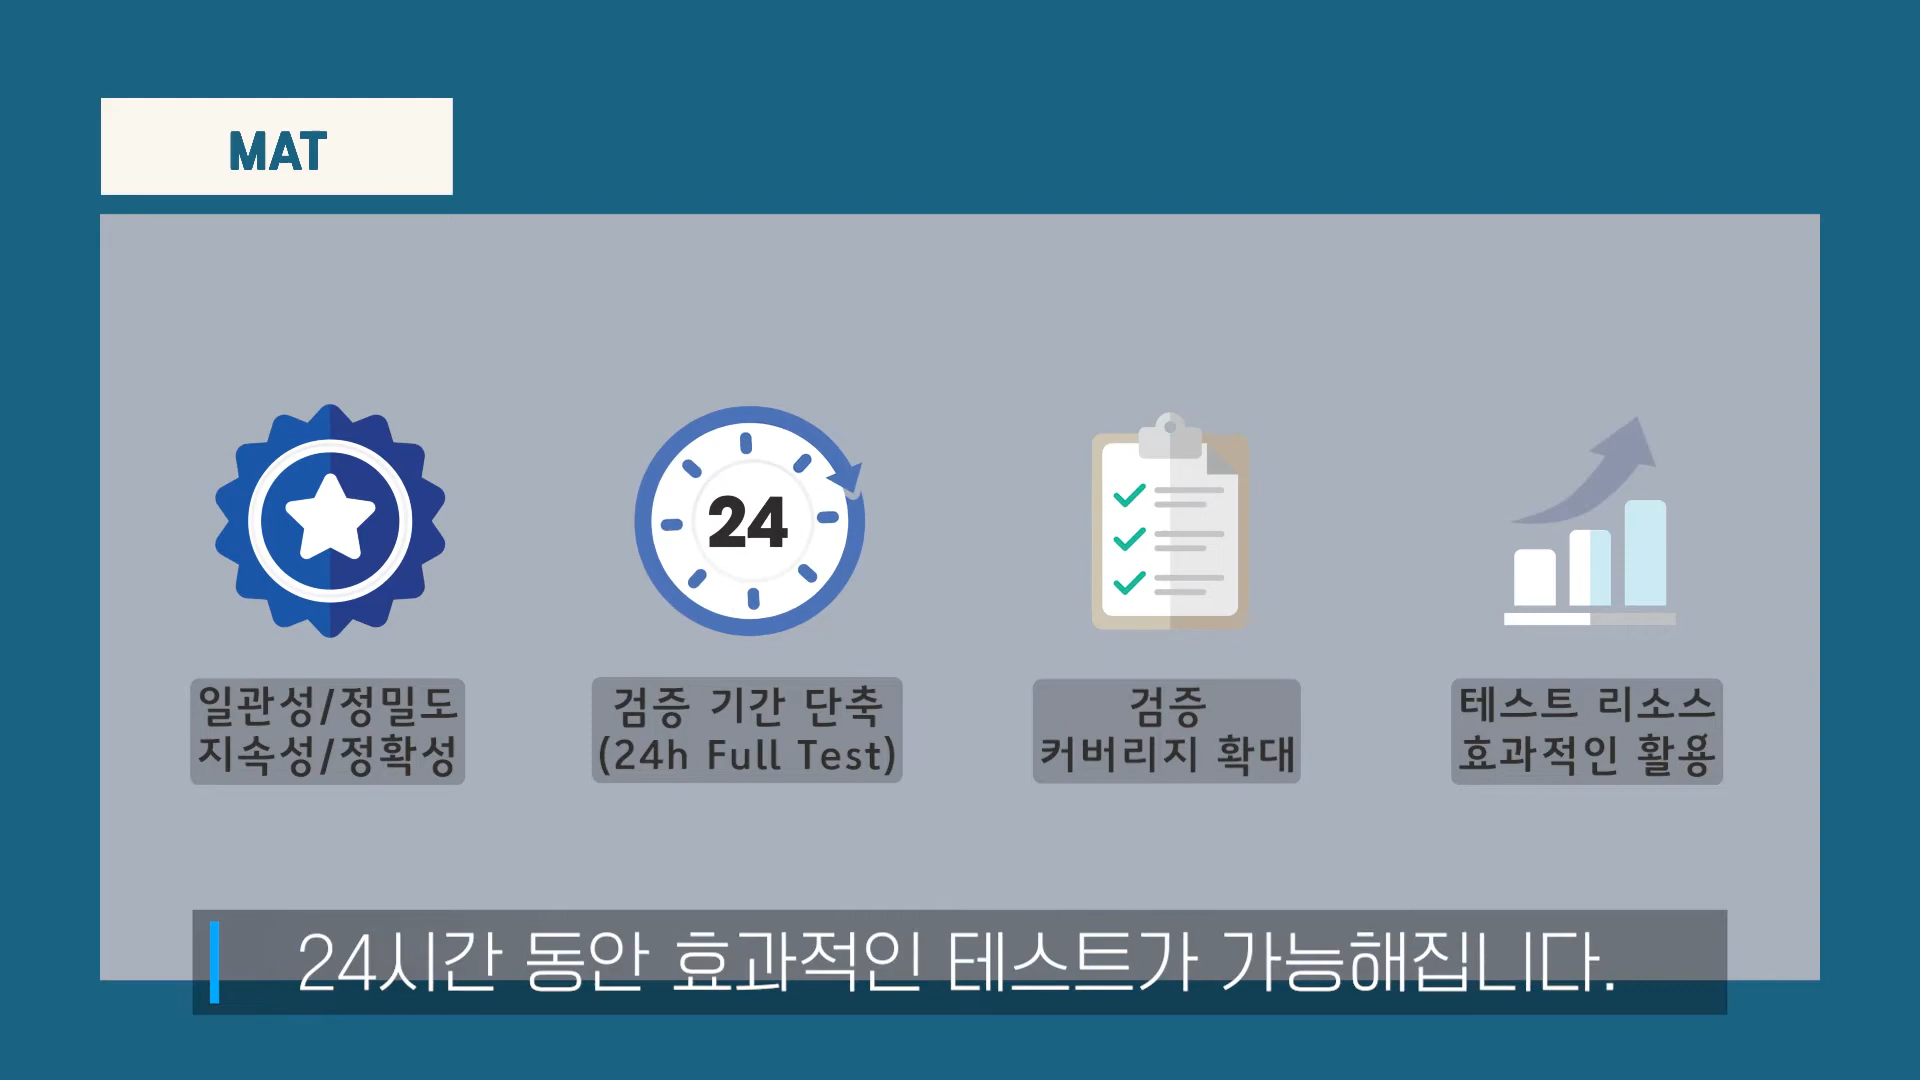 MAT
24
일관성/정밀도
지속성/정확성
검증 기간 단축
(24h Full Test)
검증
커버리지 확대
테스트 리소스
효과적인 활용
24시간 동안 효과적인 테스트가 가능해집니다.